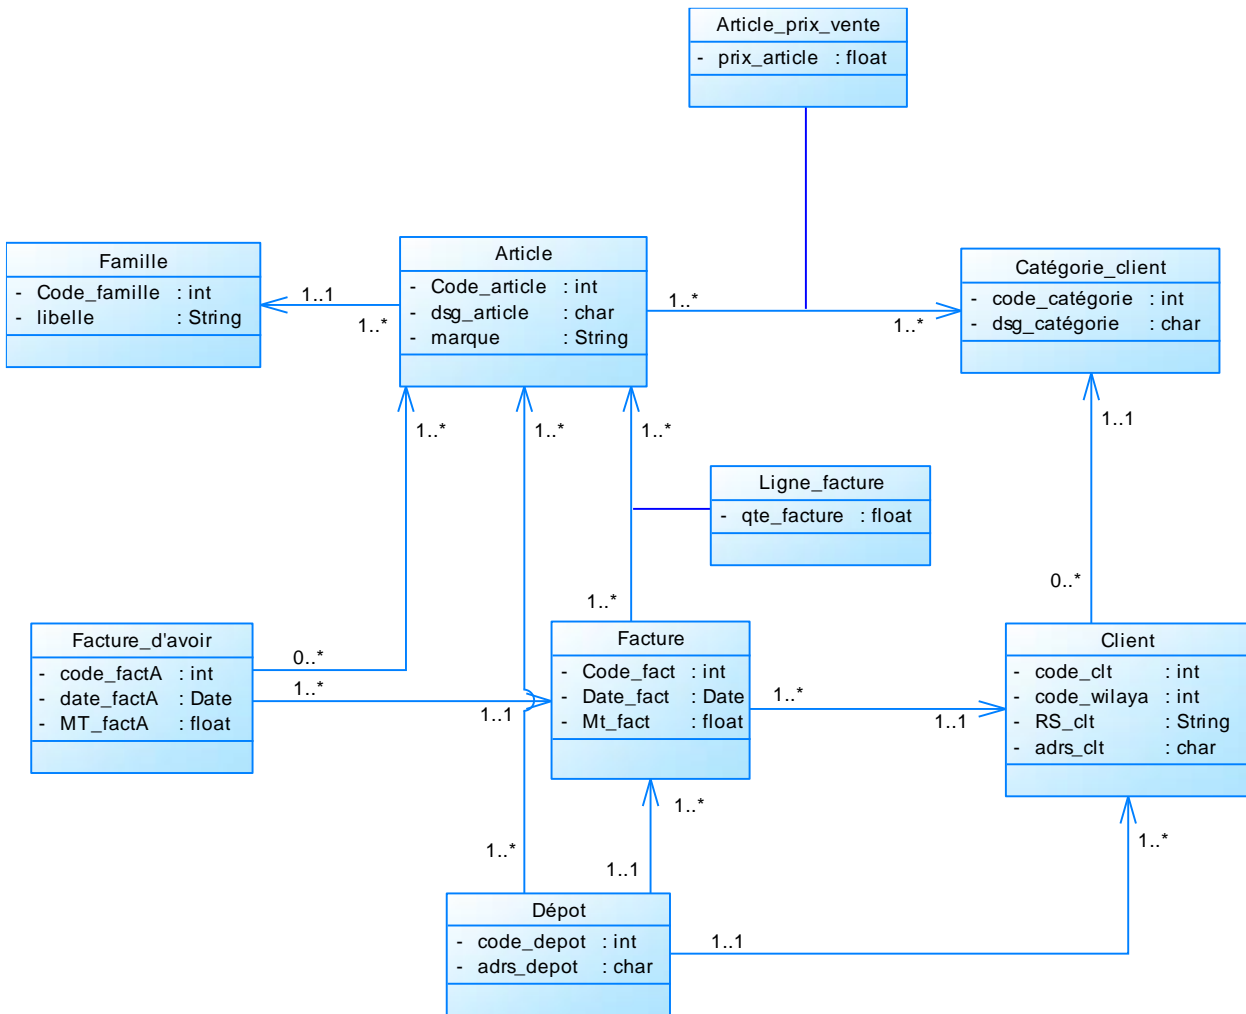 Article_prix_vente
- prix_article : float
Famille
- Code_famille : int
- libelle : String
1..1
1..*
Article
- Code_article : int
- dsg_article : char
- marque : String
1..*
1..*
Catégorie_client
- code_catégorie : int
- dsg_catégorie : char
1..*
1..*
1..*
1..1
Ligne_facture
- qte_facture : float
1..*
0..*
Facture_d'avoir
- code_factA : int
- date_factA : Date
- MT_factA : float
0..*
1..*
1..1
Facture
- Code_fact : int
- Date_fact : Date
- Mt_fact : float
1..*
1..1
Client
- code_clt : int
- code_wilaya : int
- RS_clt : String
- adrs_clt : char
1..*
1..*
1..1
1..*
Dépot
- code_depot : int
- adrs_depot : char
1..1